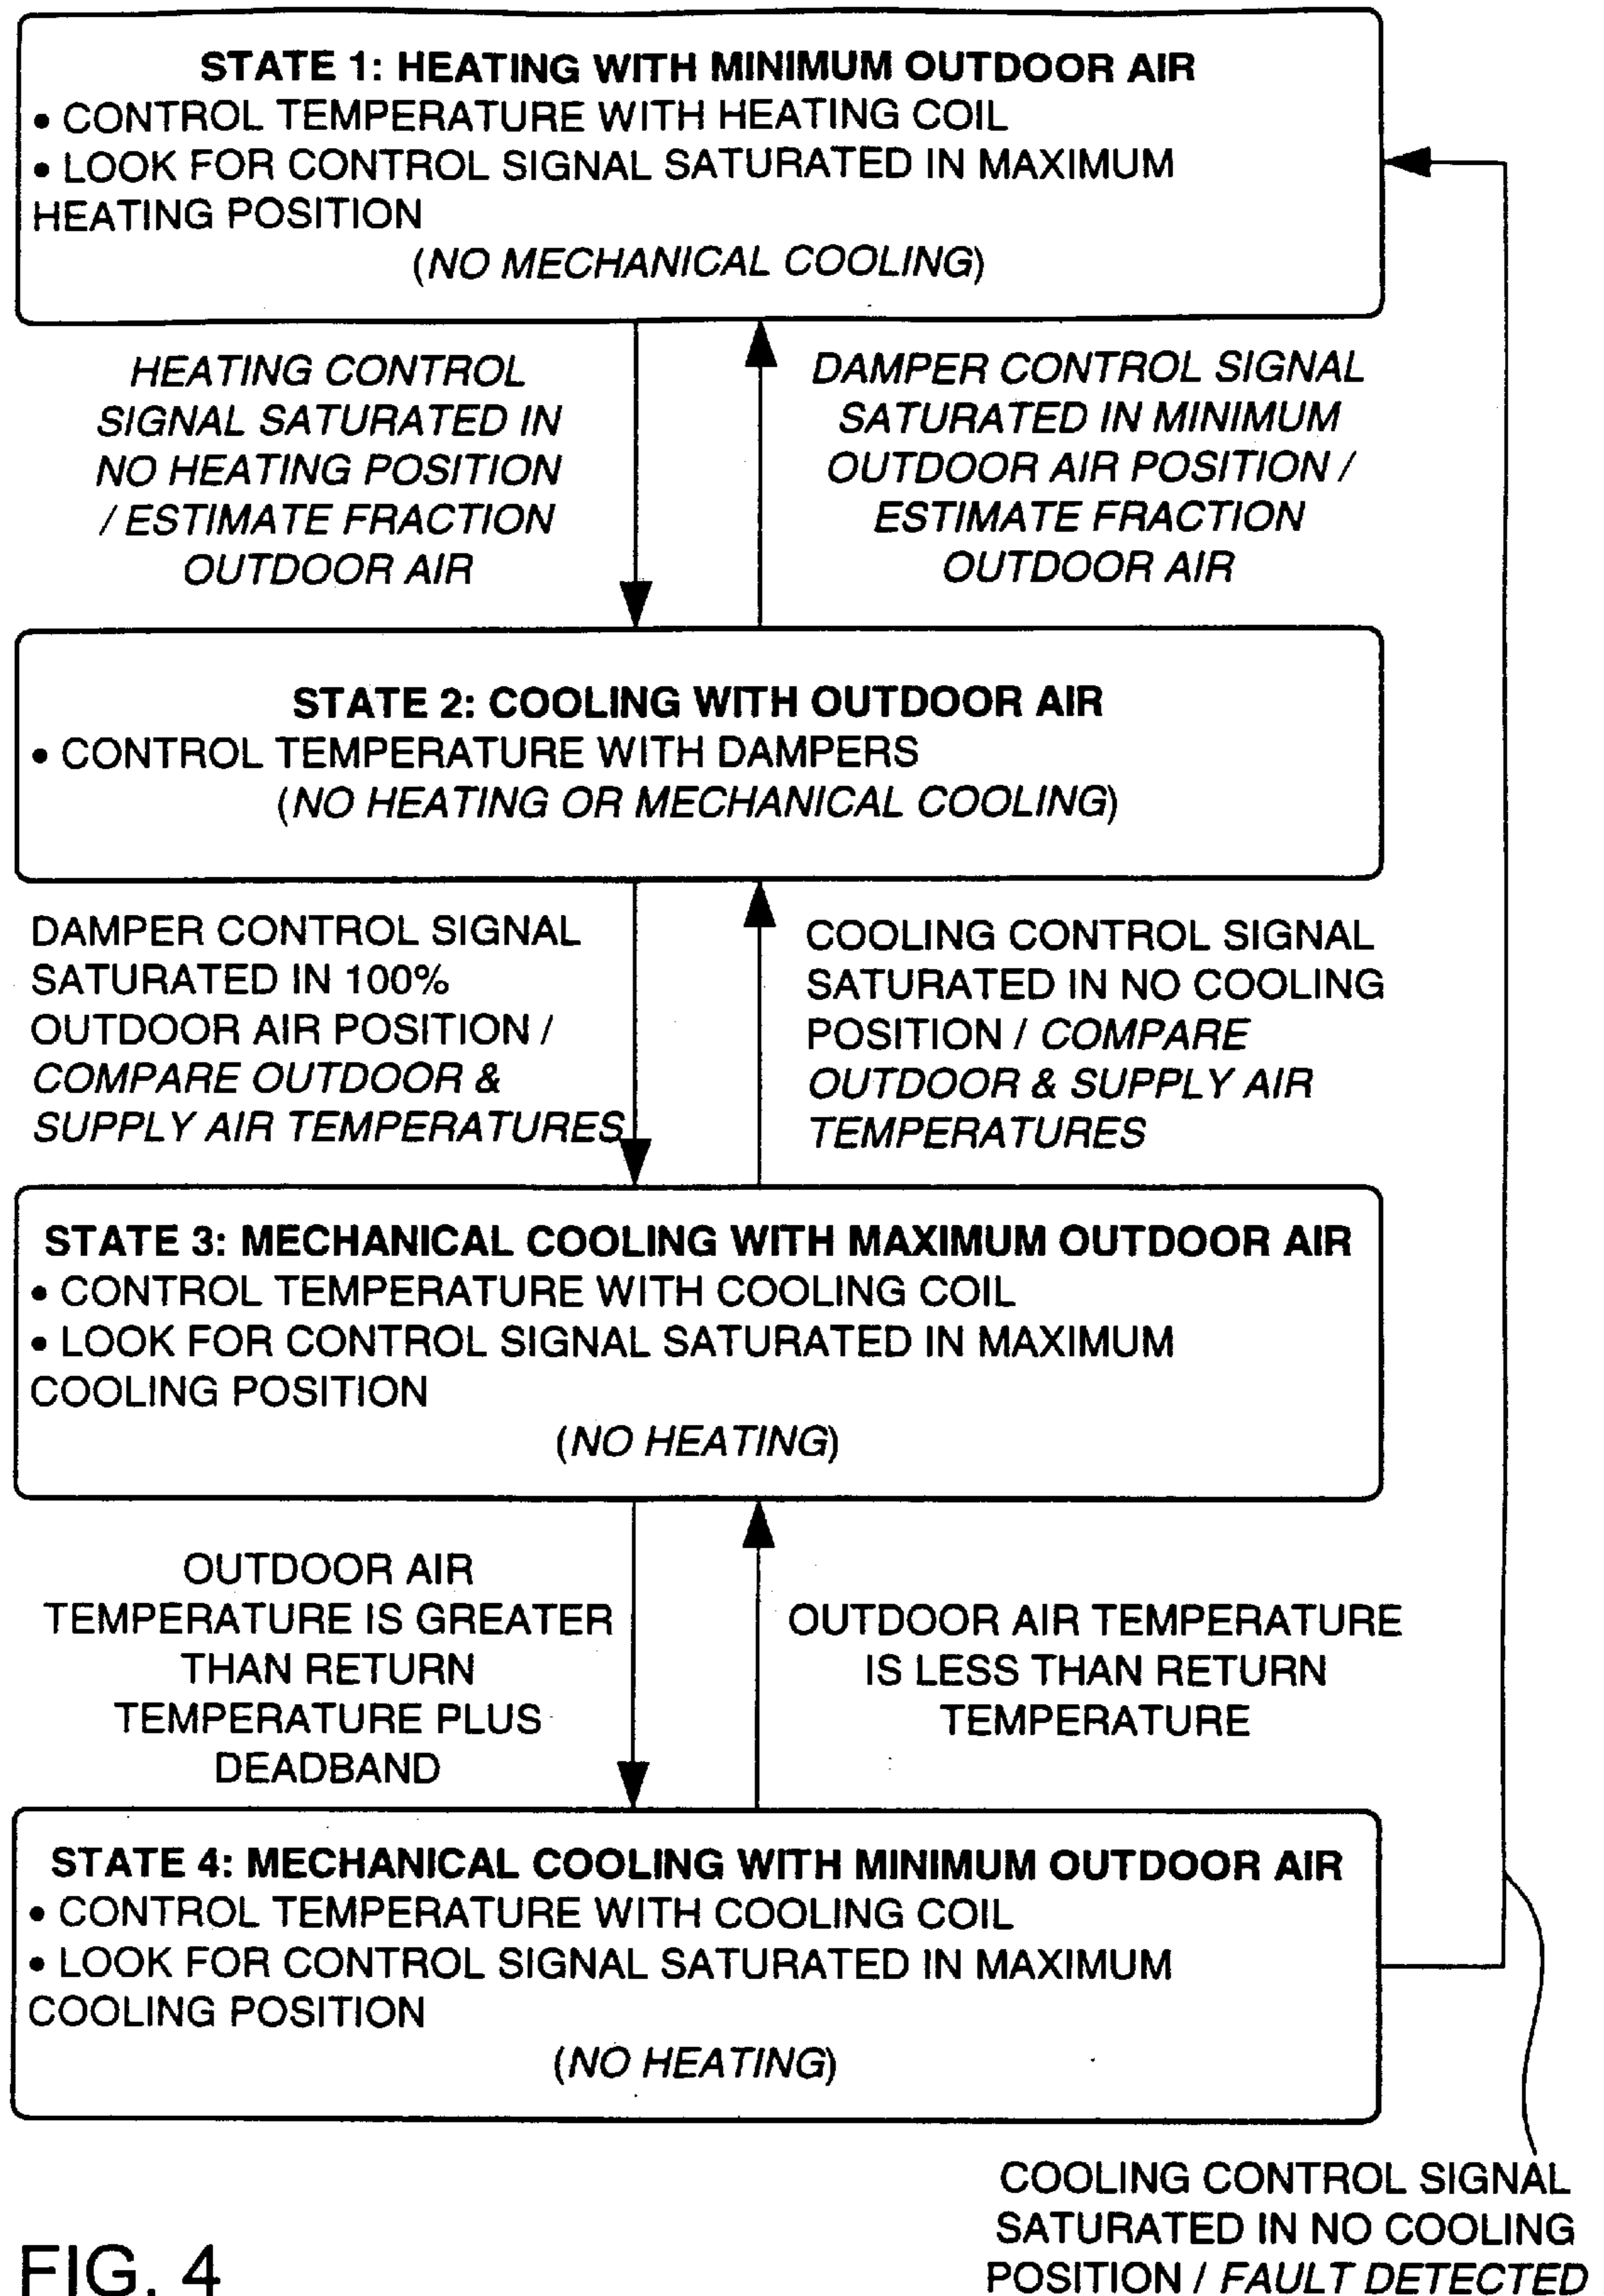 STATE 1: HEATING WITH MINIMUM OUTDOOR AIR
• CONTROL TEMPERATURE WITH HEATING COIL
• LOOK FOR CONTROL SIGNAL SATURATED IN MAXIMUM
HEATING POSITION
(NO MECHANICAL COOLING)
HEATING CONTROL
SIGNAL SATURATED IN
NO HEATING POSITION
/ ESTIMATE FRACTION
OUTDOOR AIR
DAMPER CONTROL SIGNAL
SATURATED IN MINIMUM
OUTDOOR AIR POSITION /
ESTIMATE FRACTION
OUTDOOR AIR
STATE 2: COOLING WITH OUTDOOR AIR
• CONTROL TEMPERATURE WITH DAMPERS
(NO HEATING OR MECHANICAL COOLING)
DAMPER CONTROL SIGNAL
SATURATED IN 100%
OUTDOOR AIR POSITION /
COMPARE OUTDOOR &
SUPPLY AIR TEMPERATURES
COOLING CONTROL SIGNAL
SATURATED IN NO COOLING
POSITION / COMPARE
OUTDOOR & SUPPLY AIR
TEMPERATURES
STATE 3: MECHANICAL COOLING WITH MAXIMUM OUTDOOR AIR
• CONTROL TEMPERATURE WITH COOLING COIL
• LOOK FOR CONTROL SIGNAL SATURATED IN MAXIMUM
COOLING POSITION
(NO HEATING)
OUTDOOR AIR
TEMPERATURE IS GREATER
THAN RETURN
TEMPERATURE PLUS
DEADBAND
OUTDOOR AIR TEMPERATURE
IS LESS THAN RETURN
TEMPERATURE
STATE 4: MECHANICAL COOLING WITH MINIMUM OUTDOOR AIR
• CONTROL TEMPERATURE WITH COOLING COIL
• LOOK FOR CONTROL SIGNAL SATURATED IN MAXIMUM
COOLING POSITION
(NO HEATING)
COOLING CONTROL SIGNAL
SATURATED IN NO COOLING
POSITION / FAULT DETECTED
FIG. 4